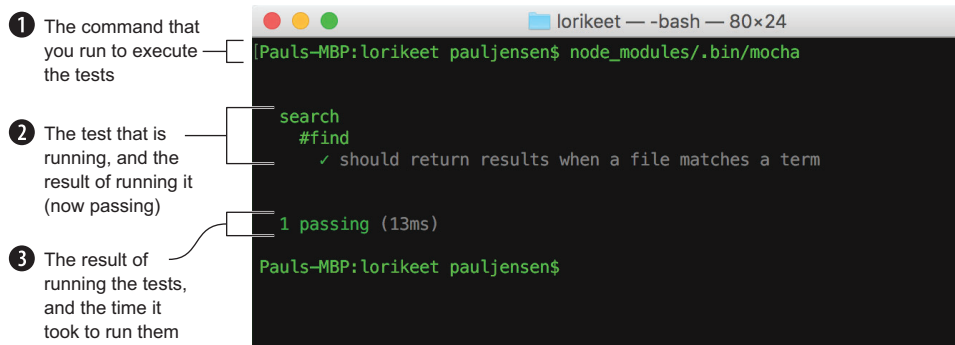 1 The command that
you run to execute
the tests
2 The test that is
running, and the
result of running it
(now passing)
3 The result of
running the tests,
and the time it
took to run them
lorikeet — -bash — 80×24
[Pauls-MBP:lorikeet pauljensen$ node_modules/.bin/mocha
search
#find
✓ should return results when a file matches a term
1 passing (13ms)
Pauls-MBP:lorikeet pauljensen$